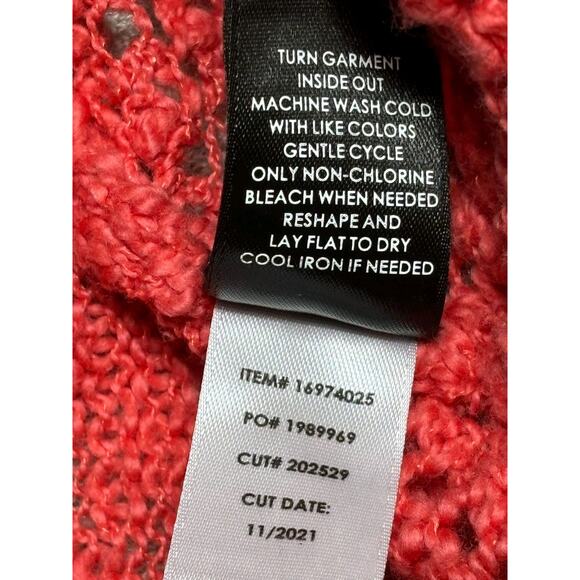 TURN GARMENT
INSIDE OUT
MACHINE WASH COLD
WITH LIKE COLORS
GENTLE CYCLE
ONLY NON-CHLORINE
BLEACH WHEN NEEDED
RESHAPE AND
LAY FLAT TO DRY
COOL IRON IF NEEDED
ITEM# 16974025
PO# 1989969
CUT# 202529
CUT DATE:
11/2021